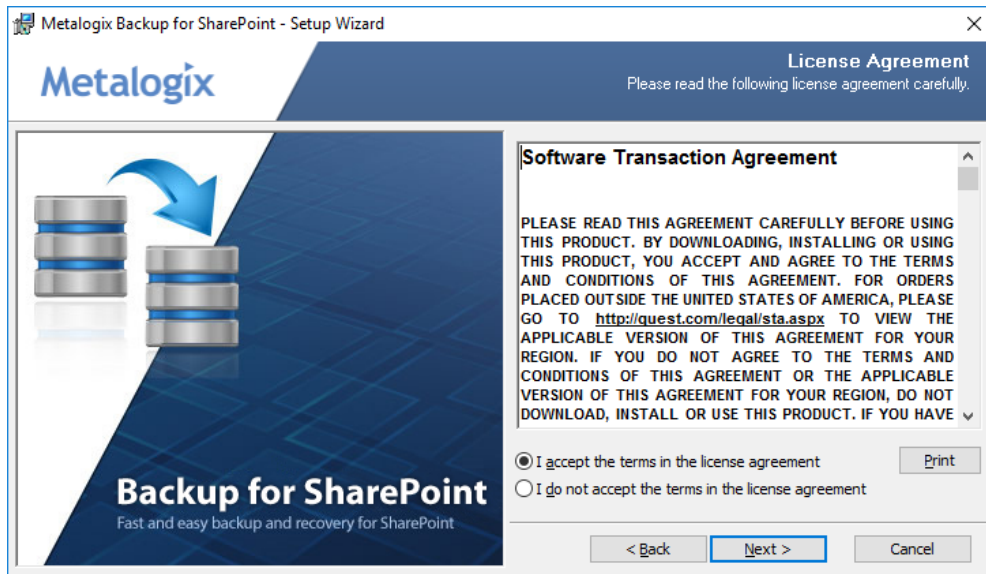 Metalogix Backup for SharePoint - Setup Wizard
Metalogix
License Agreement
Please read the following license agreement carefully.
Software Transaction Agreement
PLEASE READ THIS AGREEMENT CAREFULLY BEFORE USING
THIS PRODUCT. BY DOWNLOADING, INSTALLING OR USING
THIS PRODUCT, YOU ACCEPT AND AGREE TO THE TERMS
AND CONDITIONS OF THIS AGREEMENT. FOR ORDERS
PLACED OUTSIDE THE UNITED STATES OF AMERICA, PLEASE
GO TO http://quest.com/legal/sta.aspx TO VIEW THE
APPLICABLE VERSION OF THIS AGREEMENT FOR YOUR
REGION. IF YOU DO NOT AGREE TO THE TERMS AND
CONDITIONS OF THIS AGREEMENT OR THE APPLICABLE
VERSION OF THIS AGREEMENT FOR YOUR REGION, DO NOT
DOWNLOAD, INSTALL OR USE THIS PRODUCT. IF YOU HAVE
Backup for SharePoint
Fast and easy backup and recovery for SharePoint
I accept the terms in the license agreement
Print
I do not accept the terms in the license agreement
< Back
Next >
Cancel